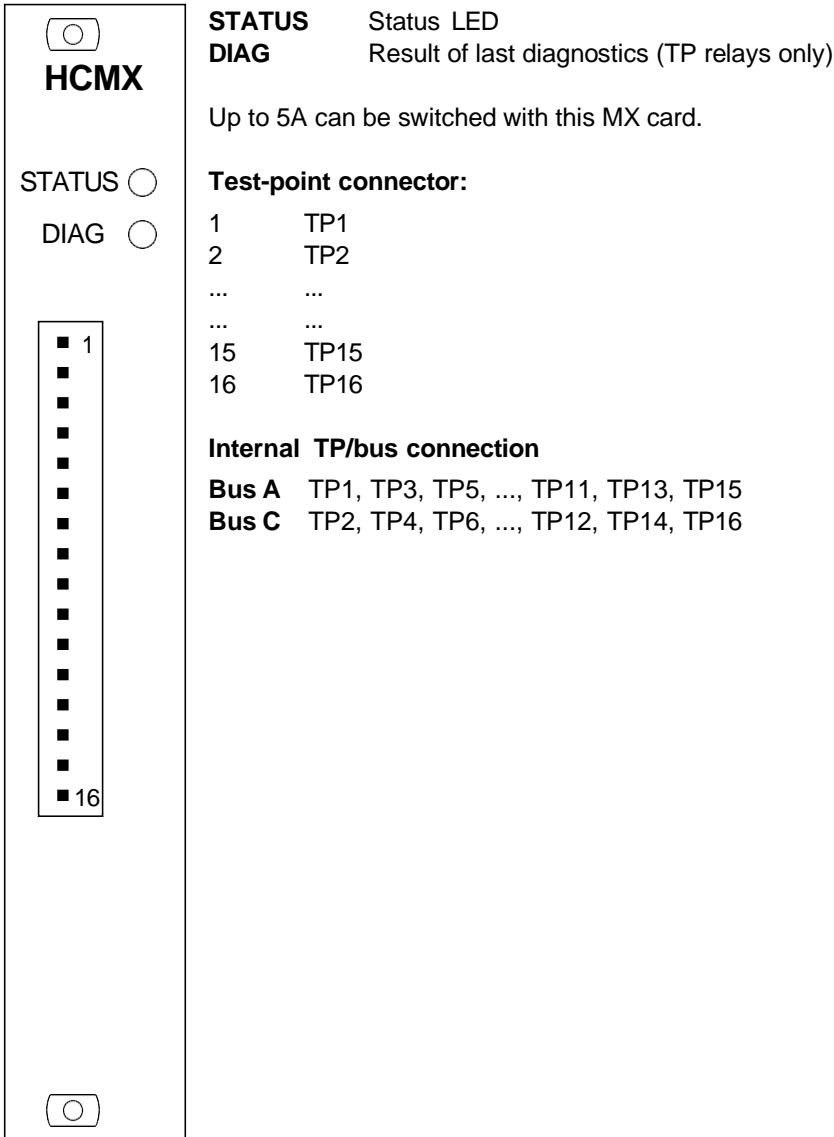 HCMX
STATUS
DIAG
1
16
STATUS Status LED
DIAG Result of last diagnostics (TP relays only)
Up to 5A can be switched with this MX card.
Test-point connector:
1 TP1
2 TP2
... ...
... ...
15 TP15
16 TP16
Internal TP/bus connection
Bus A TP1, TP3, TP5, ..., TP11, TP13, TP15
Bus C TP2, TP4, TP6, ..., TP12, TP14, TP16